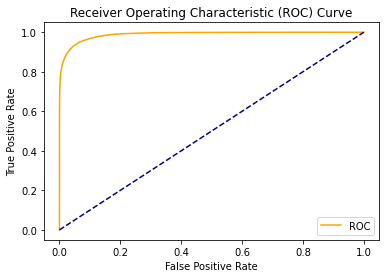 Receiver Operating Characteristic (ROC) Curve
1.0
0.8
0.6
0.4
0.2
0.0
True Positive Rate
ROC
0.0 0.2 0.4 0.6 0.8 1.0
False Positive Rate